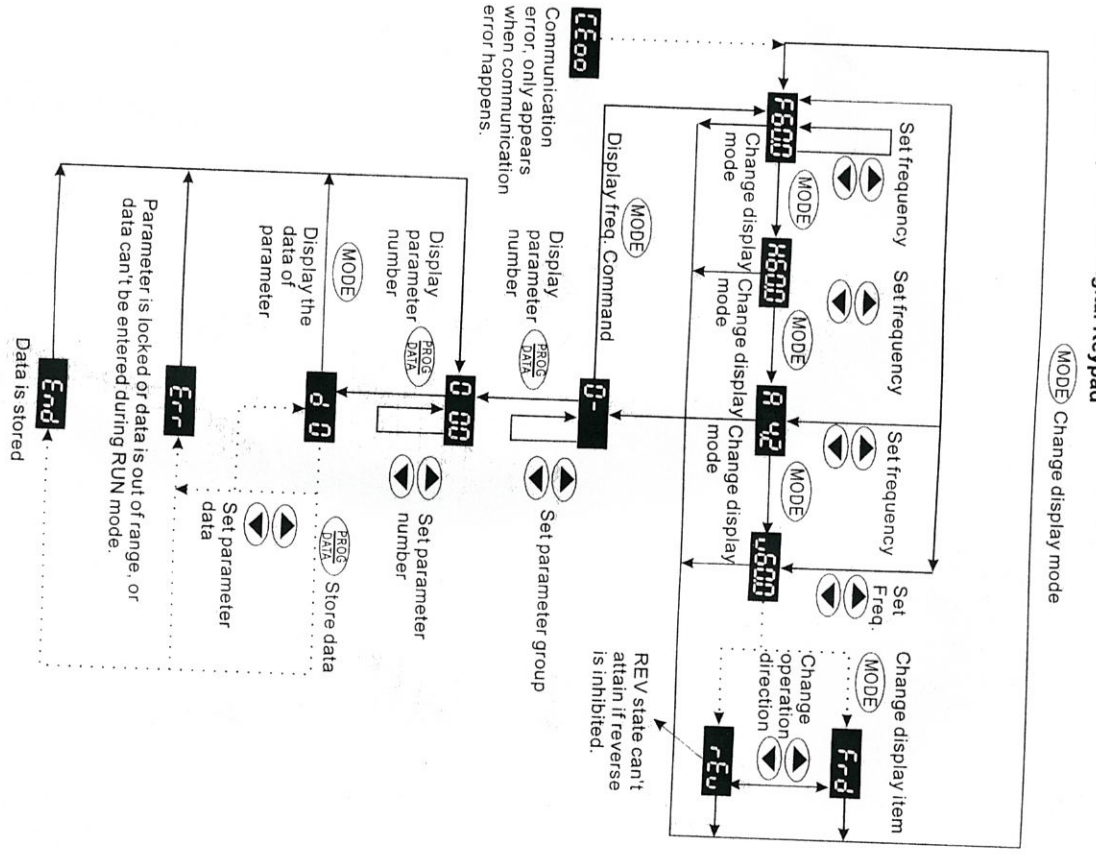 Keypad
MODE Change display mode
Set frequency
Set frequency
Set frequency
Set
Freq.
Change display item
MODE
F60.0
MODE
H60.0
MODE
A 4.2
MODE
u60.0
Frd
Change display
mode
Change display
mode
Change display
mode
Change
operation
direction
rEu
REV state can't
attain if reverse
is inhibited.
CEoo
Communication
error, only appears
when communication
error happens.
MODE
Display freq. Command
0-
Set parameter group
Display
parameter
number
PROG
DATA
0 00
Set parameter
number
Display
parameter
number
PROG
DATA
d 0
MODE
Display the
data of
parameter
PROG
DATA
Store data
Set parameter
data
Err
Parameter is locked or data is out of range, or
data can't be entered during RUN mode.
End
Data is stored